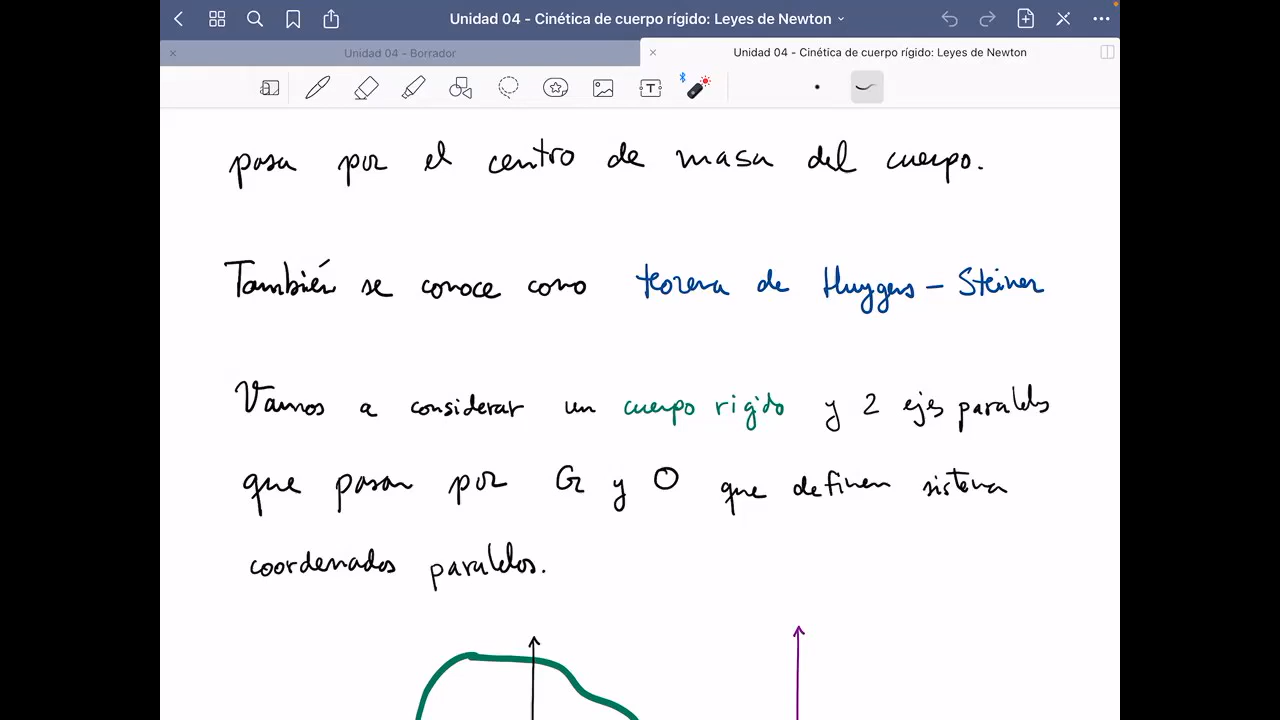 Unidad 04 - Cinética de cuerpo rígido: Leyes de Newton
Unidad 04 - Borrador
Unidad 04 - Cinética de cuerpo rígido: Leyes de Newton
T
pasa por el centro de masa del cuerpo.
También se conoce como teorema de Huygens - Steiner
Vamos a considerar un cuerpo rigido y 2 ejes paralelos
que pasan por G y O que definen sistema
coordenados paralelos.